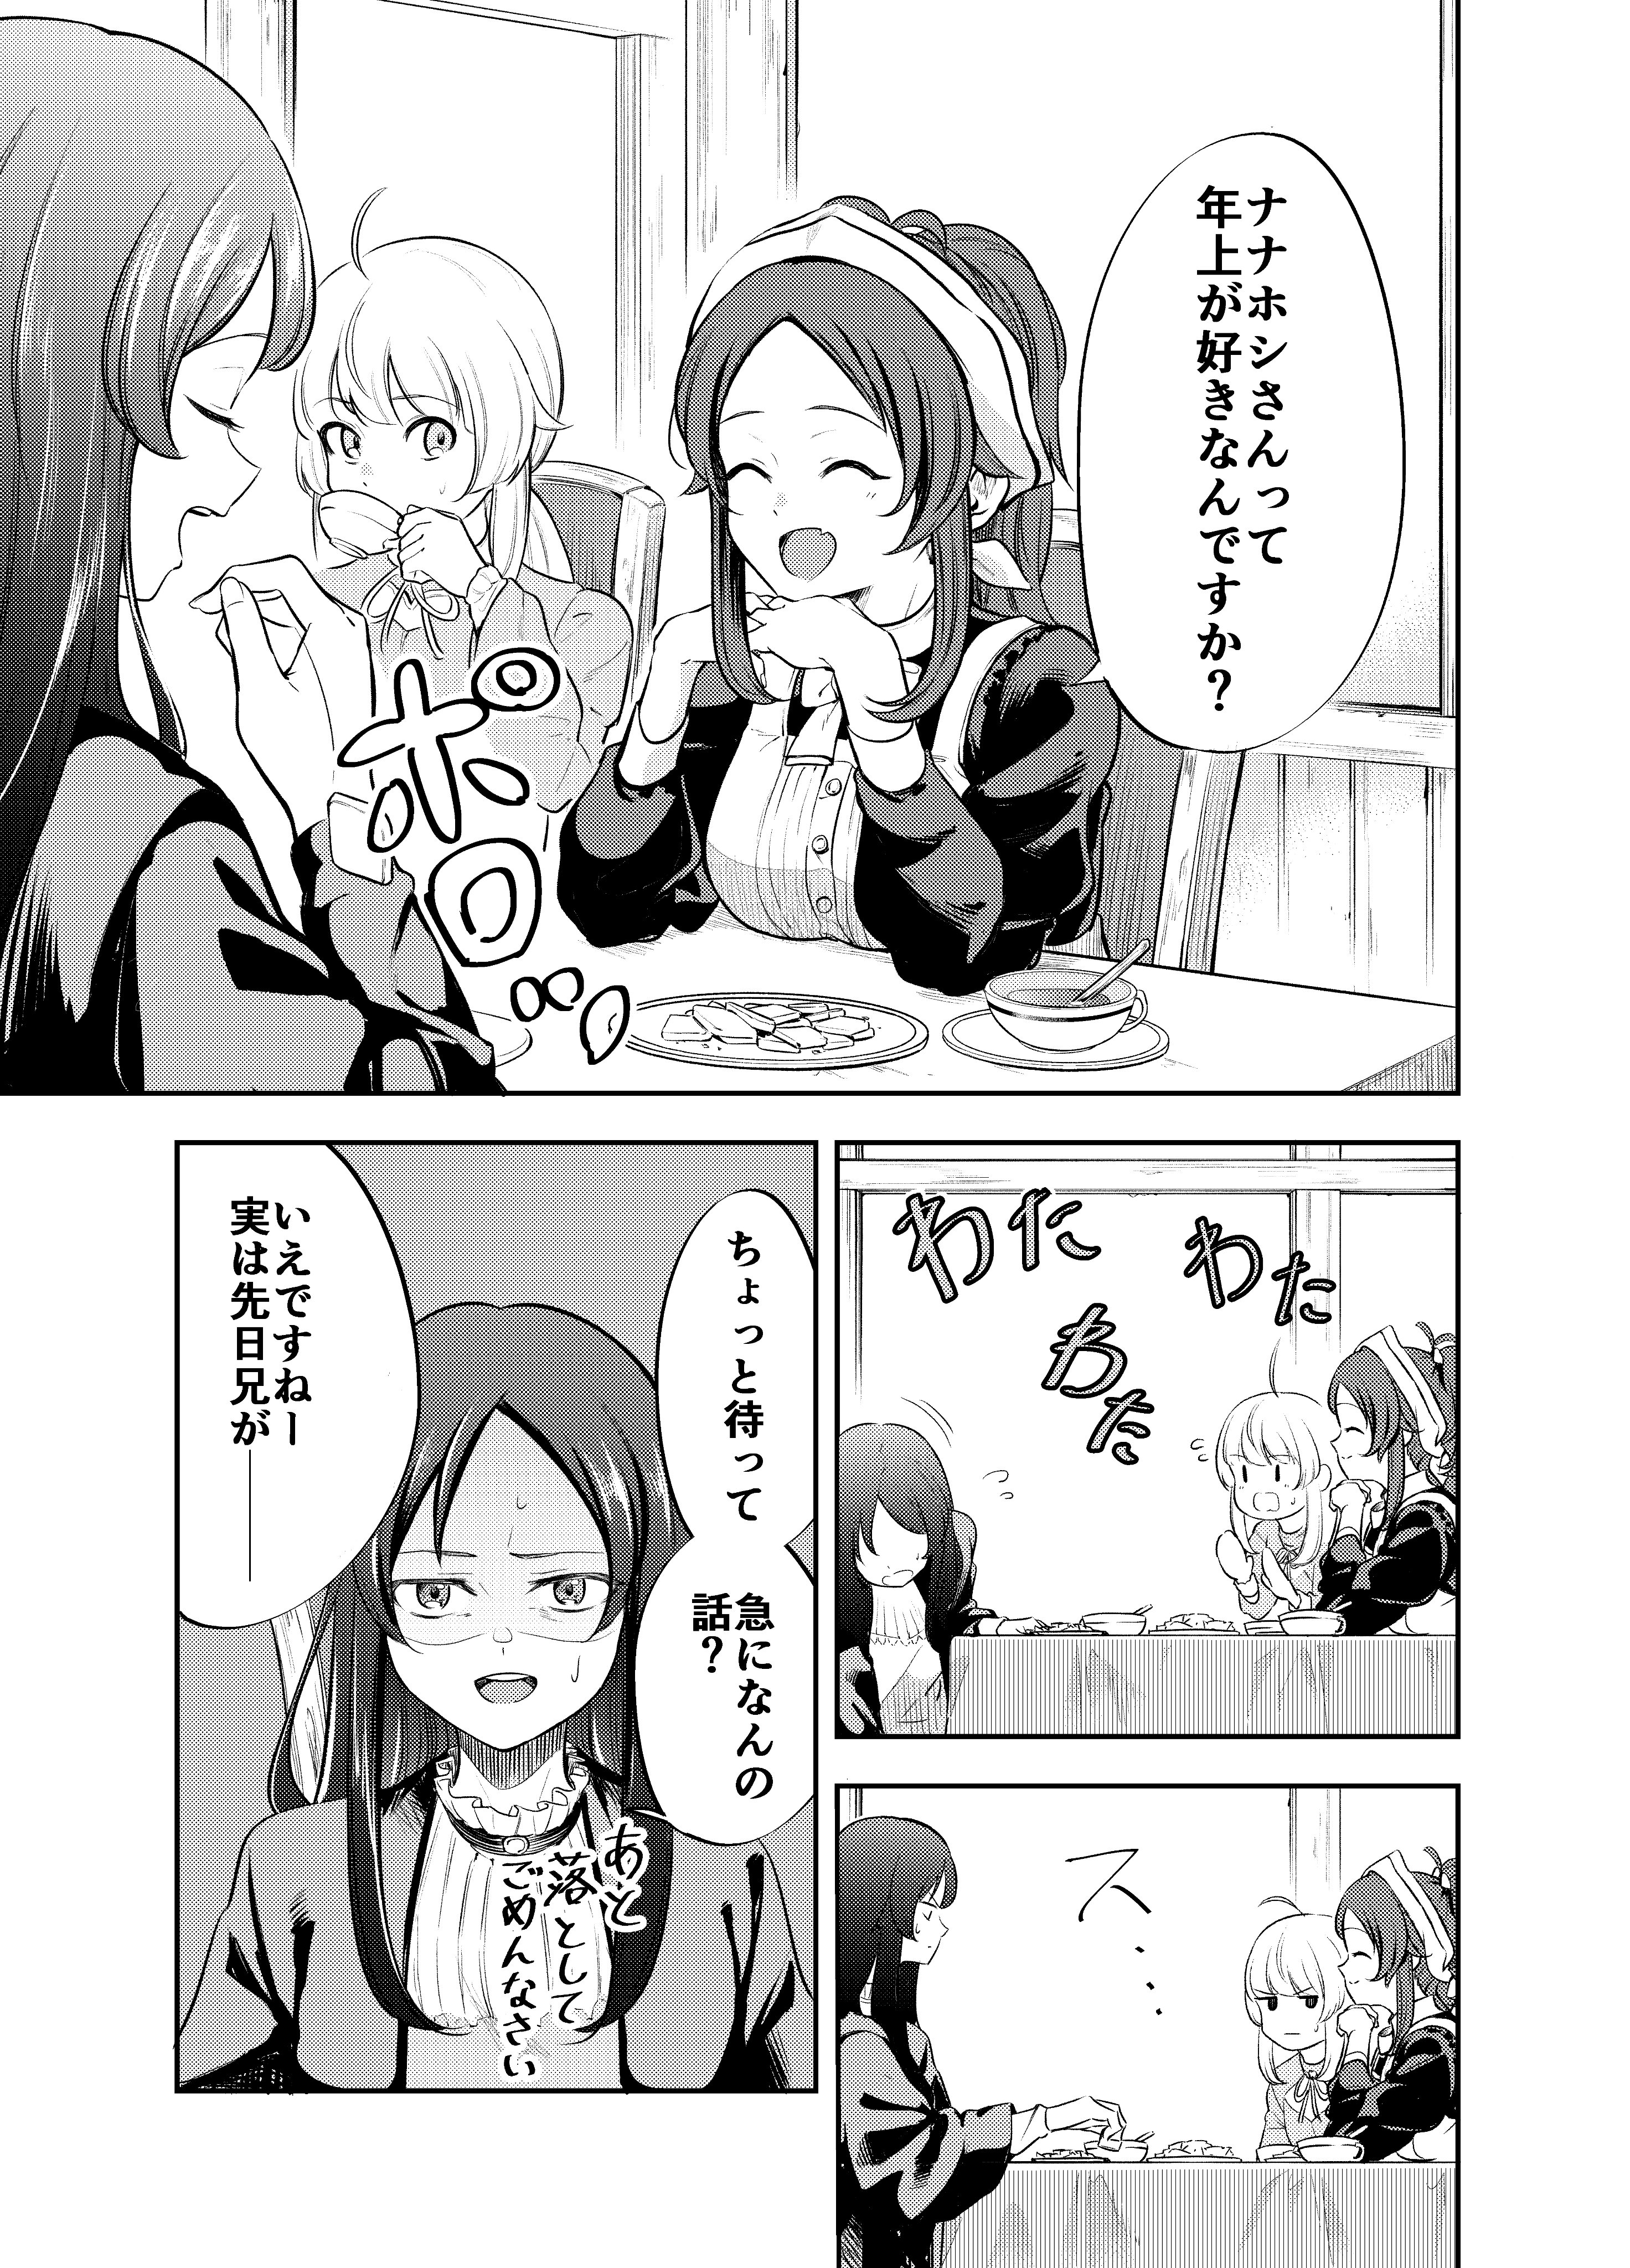 ナナホシさんって
年上が好きなんですか？
ポロッ
わたわた
わた
わた
ス…
ちょっと待って
急になんの
話？
あと
落として
ごめんなさい
いえですねー
実は先日兄が──